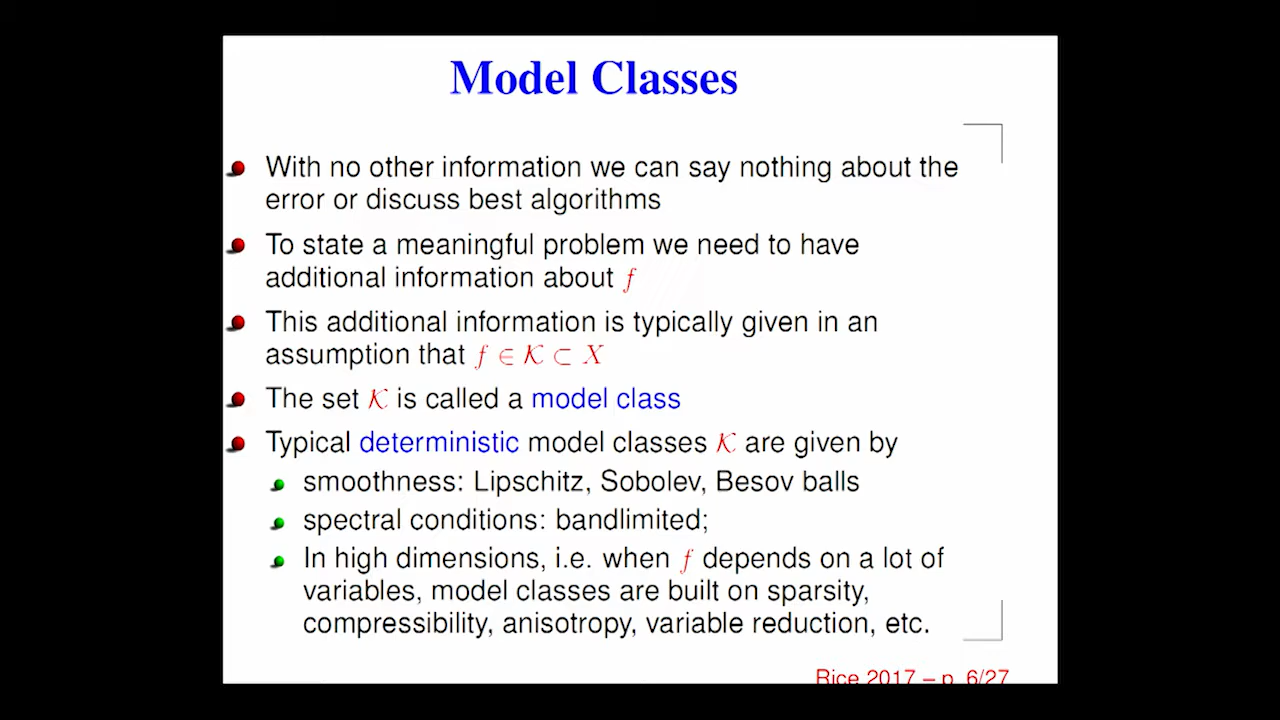 Model Classes
With no other information we can say nothing about the
error or discuss best algorithms
To state a meaningful problem we need to have
additional information about f
This additional information is typically given in an
assumption that f ∈ 𝒦 ⊂ X
The set 𝒦 is called a model class
Typical deterministic model classes 𝒦 are given by
smoothness: Lipschitz, Sobolev, Besov balls
spectral conditions: bandlimited;
In high dimensions, i.e. when f depends on a lot of
variables, model classes are built on sparsity,
compressibility, anisotropy, variable reduction, etc.
Rice 2017 – p. 6/27